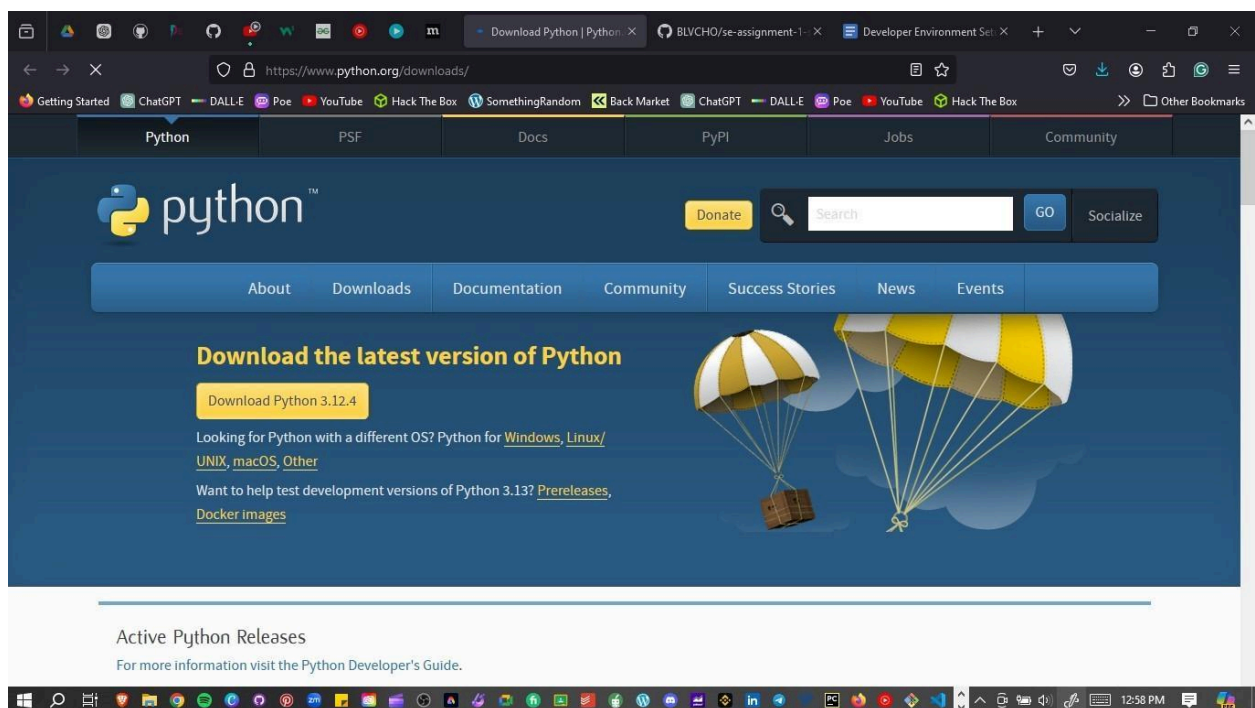 Download Python | Python
BLVCHO/se-assignment-1-
Developer Environment Set
https://www.python.org/downloads/
Getting Started ChatGPT DALL·E Poe YouTube Hack The Box SomethingRandom Back Market ChatGPT DALL·E Poe YouTube Hack The Box Other Bookmarks
Python PSF Docs PyPI Jobs Community
python™
Donate Search GO Socialize
About Downloads Documentation Community Success Stories News Events
Download the latest version of Python
Download Python 3.12.4
Looking for Python with a different OS? Python for Windows, Linux/
UNIX, macOS, Other
Want to help test development versions of Python 3.13? Prereleases,
Docker images
Active Python Releases
For more information visit the Python Developer's Guide.
12:58 PM